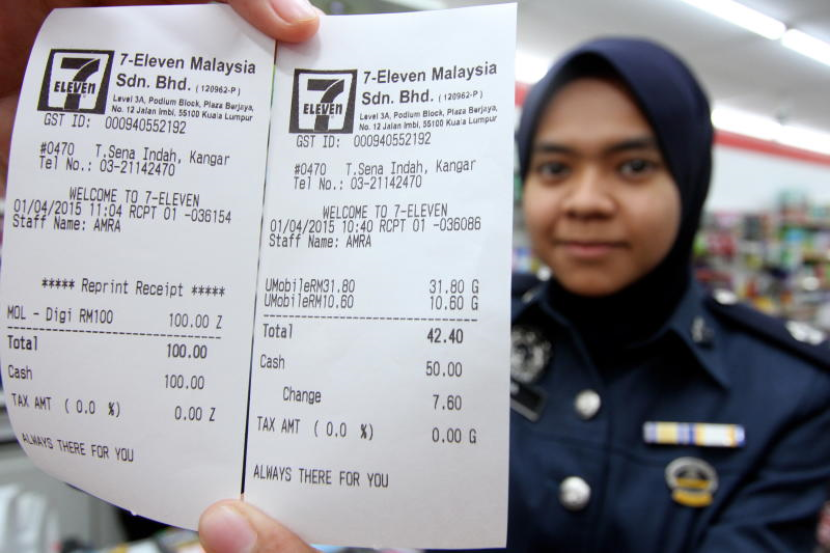 7
ELEVEN
7-Eleven Malaysia
Sdn. Bhd. (120962-P)
Level 3A, Podium Block, Plaza Berjaya,
No. 12 Jalan Imbi, 55100 Kuala Lumpur
GST ID: 000940552192
#0470 T.Sena Indah, Kangar
Tel No.: 03-21142470
WELCOME TO 7-ELEVEN
01/04/2015 11:04 RCPT 01 -036154
Staff Name: AMRA
***** Reprint Receipt *****
MOL - Digi RM100 100.00 Z
Total 100.00
Cash 100.00
TAX AMT ( 0.0 %) 0.00 Z
ALWAYS THERE FOR YOU
7
ELEVEN
7-Eleven Malaysia
Sdn. Bhd. (120962-P)
Level 3A, Podium Block, Plaza Berjaya,
No. 12 Jalan Imbi, 55100 Kuala Lumpur
GST ID: 000940552192
#0470 T.Sena Indah, Kangar
Tel No.: 03-21142470
WELCOME TO 7-ELEVEN
01/04/2015 10:40 RCPT 01 -036086
Staff Name: AMRA
UMobileRM31.80 31.80 G
UMobileRM10.60 10.60 G
Total 42.40
Cash 50.00
Change 7.60
TAX AMT ( 0.0 %) 0.00 G
ALWAYS THERE FOR YOU